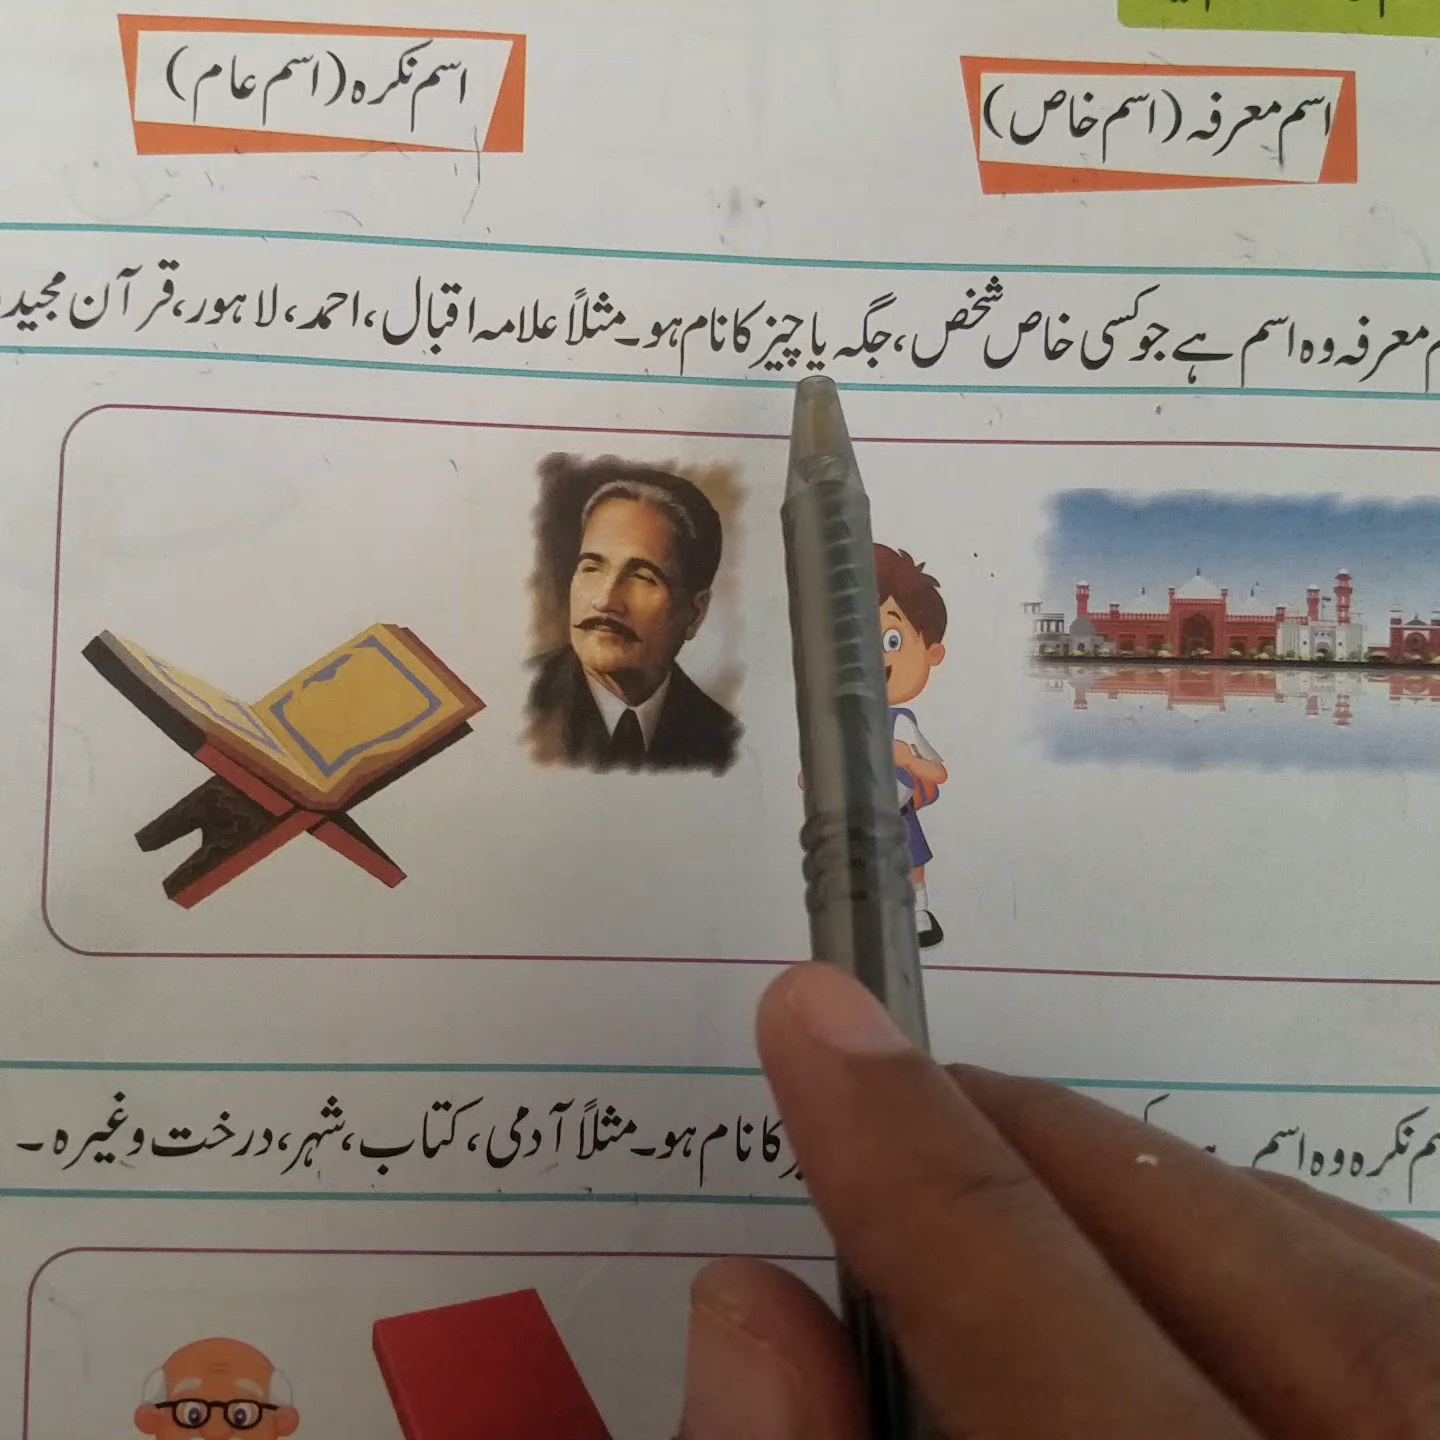 اسم معرفہ (اسم خاص)
اسم نکرہ (اسم عام)
معرفہ وہ اسم ہے جو کسی خاص شخص، جگہ یا چیز کا نام ہو۔ مثلاً علامہ اقبال، احمد، لاہور، قرآن مجید
نکرہ وہ اسم کا نام ہو۔ مثلاً آدمی، کتاب، شہر، درخت وغیرہ۔